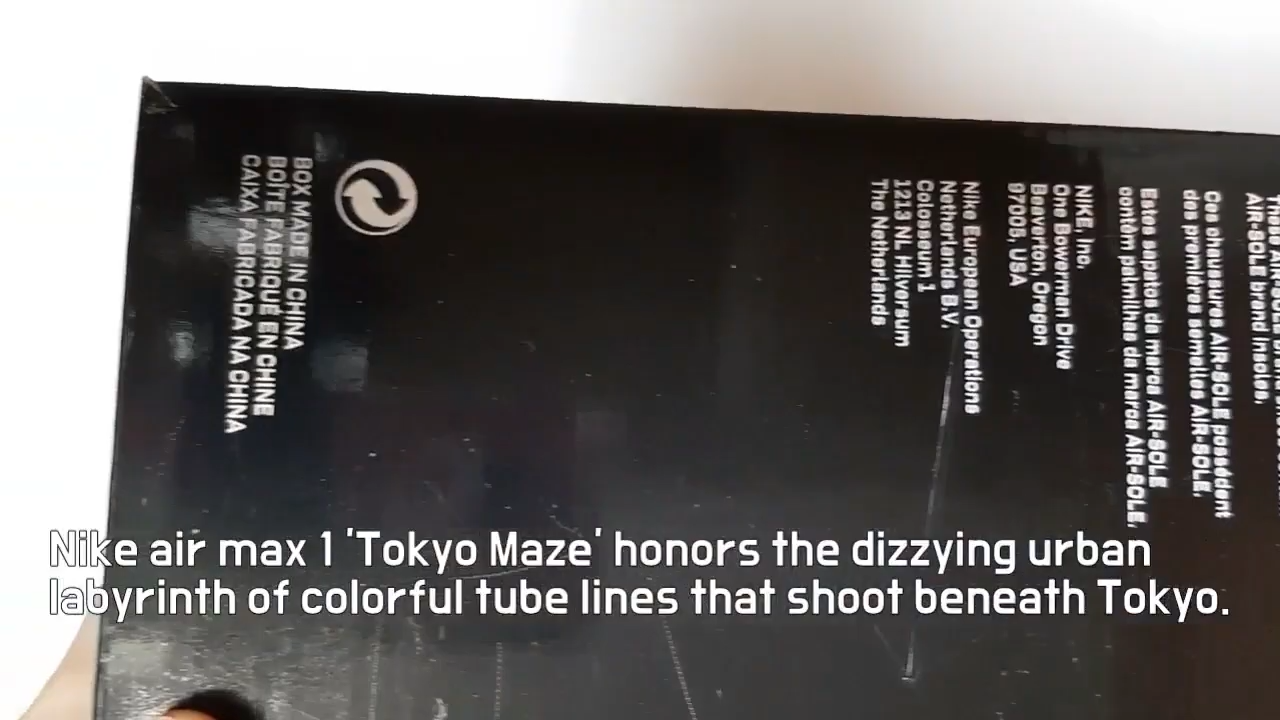 These AIR-SOLE
AIR-SOLE brand insoles.
Ces chaussures AIR-SOLE possèdent
des premières semelles AIR-SOLE.
Estes sapatos da marca AIR-SOLE
contêm palmilhas da marca AIR-SOLE.
NIKE, Inc.
One Bowerman Drive
Beaverton, Oregon
97005, USA
Nike European Operations
Netherlands B.V.
Colosseum 1
1213 NL Hilversum
The Netherlands
BOX MADE IN CHINA
BOÎTE FABRIQUÉ EN CHINE
CAIXA FABRICADA NA CHINA
Nike air max 1 'Tokyo Maze' honors the dizzying urban
labyrinth of colorful tube lines that shoot beneath Tokyo.